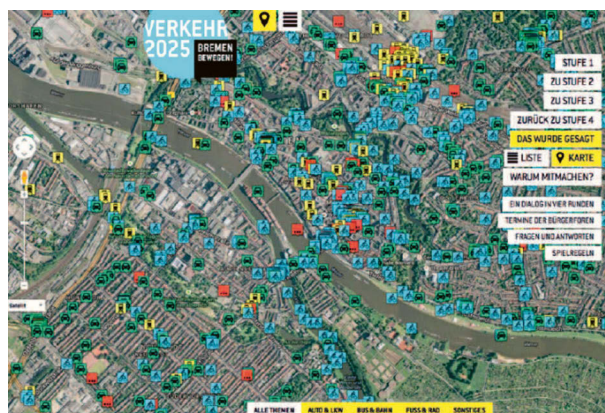 VERKEHR
2025
BREMEN
BEWEGEN!
STUFE 1
ZU STUFE 2
ZU STUFE 3
ZURÜCK ZU STUFE 4
DAS WURDE GESAGT
LISTE
KARTE
WARUM MITMACHEN?
EIN DIALOG IN VIER RUNDEN
TERMINE DER BÜRGERFOREN
FRAGEN UND ANTWORTEN
SPIELREGELN
ALLE THEMEN AUTO & LKW BUS & BAHN FUSS & RAD SONSTIGES